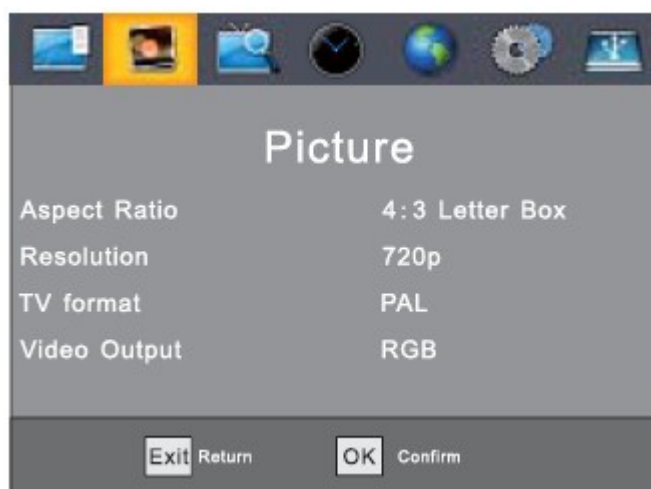 Picture
Aspect Ratio 4:3 Letter Box
Resolution 720p
TV format PAL
Video Output RGB
Exit Return OK Confirm